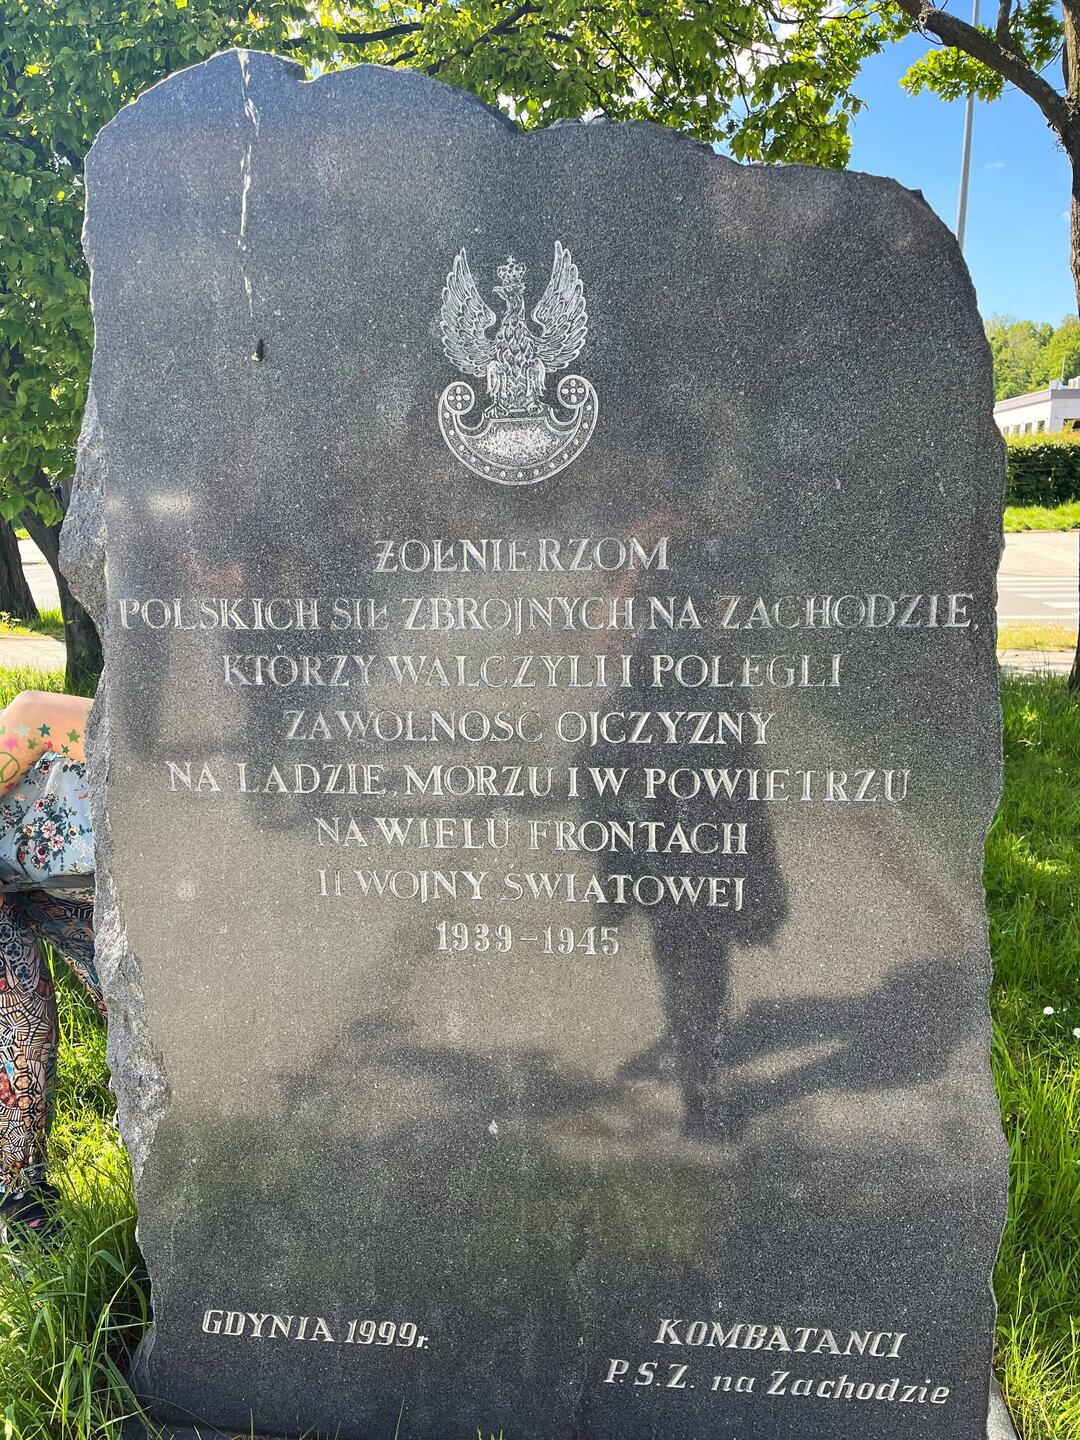 ŻOŁNIERZOM
POLSKICH SIŁ ZBROJNYCH NA ZACHODZIE,
KTÓRZY WALCZYLI I POLEGLI
ZA WOLNOŚĆ OJCZYZNY
NA LĄDZIE, MORZU I W POWIETRZU
NA WIELU FRONTACH
II WOJNY ŚWIATOWEJ
1939-1945
GDYNIA 1999r.
KOMBATANCI
P.S.Z. na Zachodzie